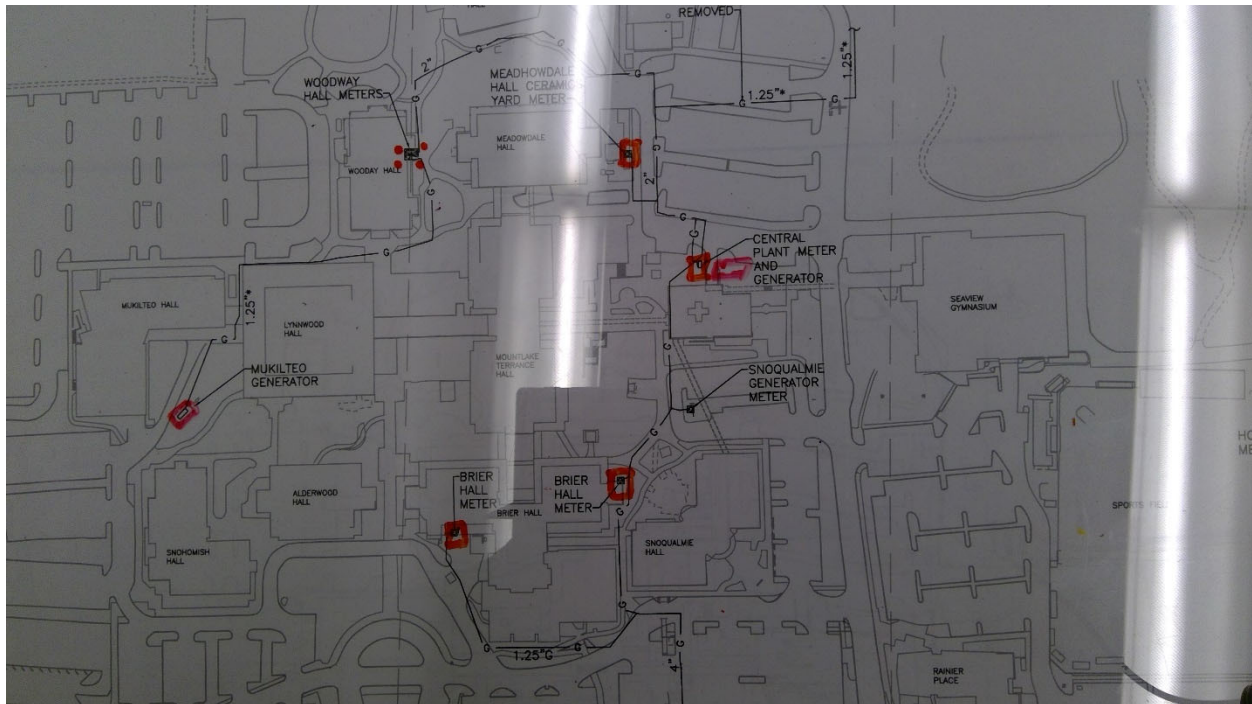 HALL
REMOVED
1.25"*
2"
G
G
G
WOODWAY
HALL METERS
MEADHOWDALE
HALL CERAMIC
YARD METER
1.25"*
G
G
G
MEADOWDALE
HALL
G
WOODAY HALL
2"
G
G
G
CENTRAL
PLANT METER
AND
GENERATOR
G
MUKILTEO HALL
1.25"*
LYNNWOOD
HALL
SEAVIEW
GYMNASIUM
G
G
MOUNTLAKE
TERRANCE
HALL
MUKILTEO
GENERATOR
SNOQUALMIE
GENERATOR
METER
G
BRIER
HALL
METER
BRIER
HALL
METER
ALDERWOOD
HALL
BRIER HALL
G
SPORTS
SNOHOMISH
HALL
SNOQUALMIE
HALL
G
G
1.25"G
G
G
4"
RAINIER
PLACE